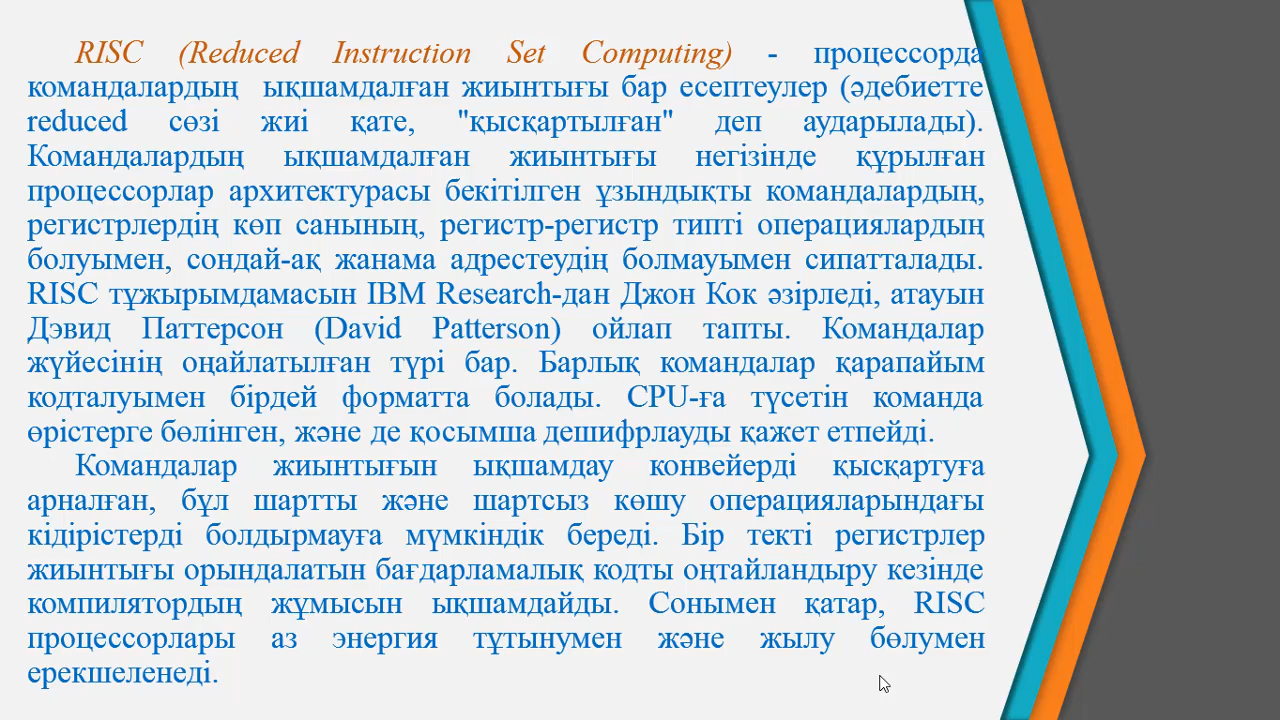 RISC (Reduced Instruction Set Computing) - процессорда
командалардың ықшамдалған жиынтығы бар есептеулер (әдебиетте
reduced сөзі жиі қате, "қысқартылған" деп аударылады).
Командалардың ықшамдалған жиынтығы негізінде құрылған
процессорлар архитектурасы бекітілген ұзындықты командалардың,
регистрлердің көп санының, регистр-регистр типті операциялардың
болуымен, сондай-ақ жанама адрестеудің болмауымен сипатталады.
RISC тұжырымдамасын IBM Research-дан Джон Кок әзірледі, атауын
Дэвид Паттерсон (David Patterson) ойлап тапты. Командалар
жүйесінің оңайлатылған түрі бар. Барлық командалар қарапайым
кодталуымен бірдей форматта болады. CPU-ға түсетін команда
өрістерге бөлінген, және де қосымша дешифрлауды қажет етпейді.
Командалар жиынтығын ықшамдау конвейерді қысқартуға
арналған, бұл шартты және шартсыз көшу операцияларындағы
кідірістерді болдырмауға мүмкіндік береді. Бір текті регистрлер
жиынтығы орындалатын бағдарламалық кодты оңтайландыру кезінде
компилятордың жұмысын ықшамдайды. Сонымен қатар, RISC
процессорлары аз энергия тұтынумен және жылу бөлумен
ерекшеленеді.